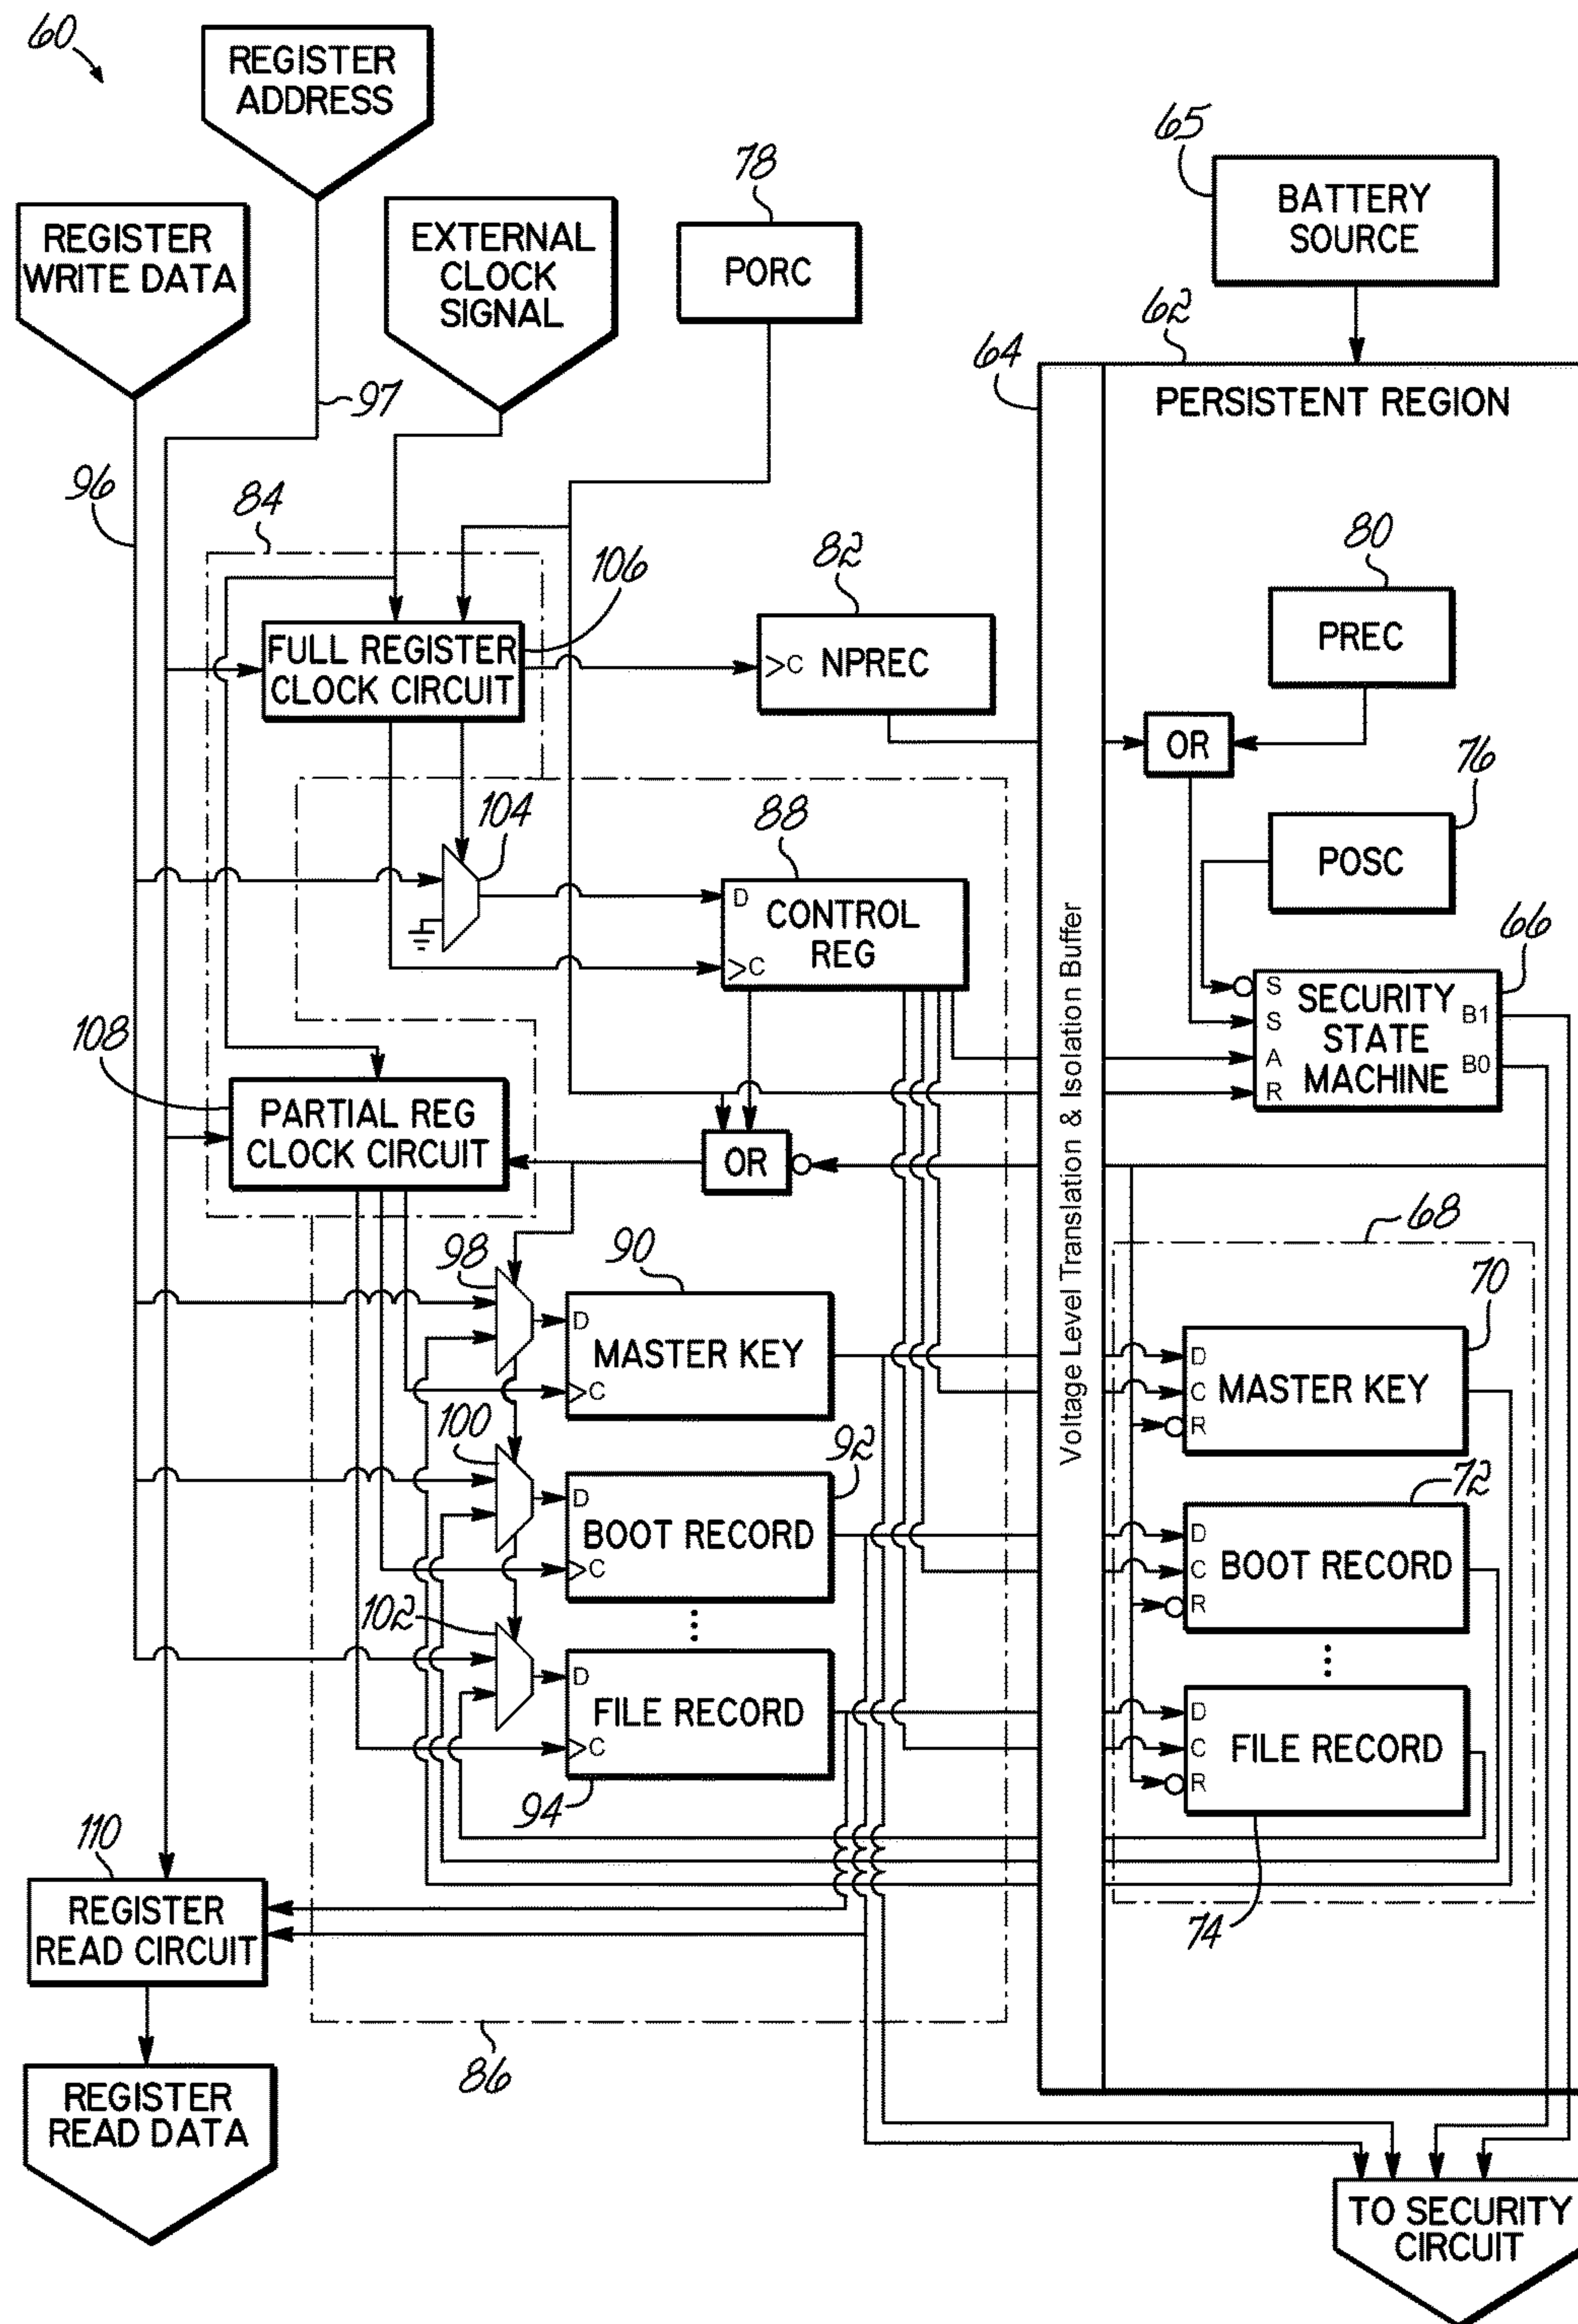 60
REGISTER
ADDRESS
REGISTER
WRITE DATA
EXTERNAL
CLOCK
SIGNAL
78
PORC
65
BATTERY
SOURCE
62
64
PERSISTENT REGION
97
96
84
106
FULL REGISTER
CLOCK CIRCUIT
82
>C NPREC
80
PREC
OR
76
POSC
104
88
D
CONTROL
REG
>C
Voltage Level Translation & Isolation Buffer
66
S
S
A
R
SECURITY
STATE
MACHINE
B1
B0
108
PARTIAL REG
CLOCK CIRCUIT
OR
68
98
90
D
MASTER KEY
>C
70
D
C
R
MASTER KEY
100
92
D
BOOT RECORD
>C
72
D
C
R
BOOT RECORD
102
D
FILE RECORD
>C
94
D
C
R
FILE RECORD
74
110
REGISTER
READ CIRCUIT
86
REGISTER
READ DATA
TO SECURITY
CIRCUIT